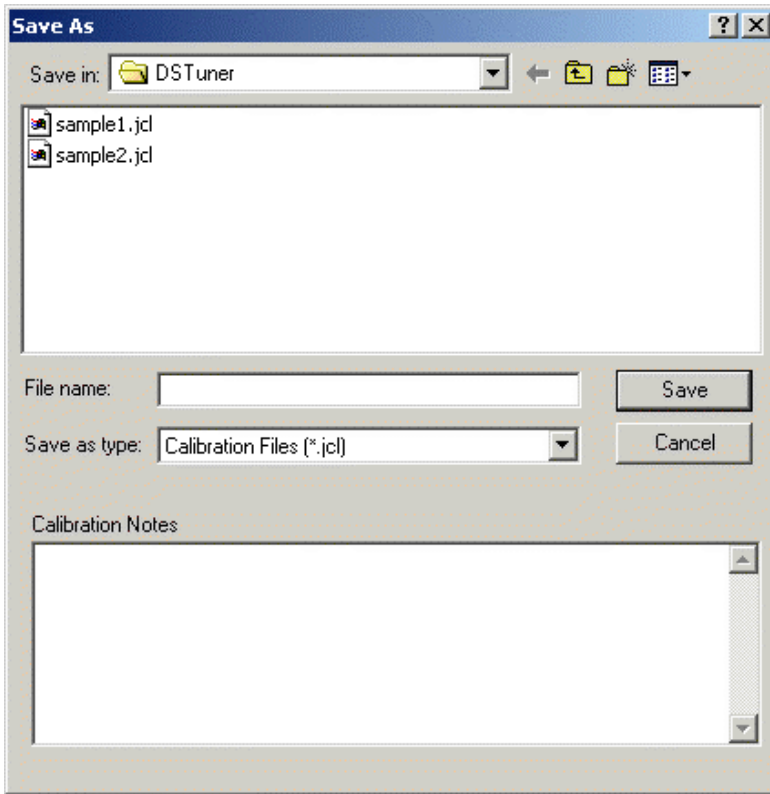 Save As
Save in: DSTuner
sample1.jcl
sample2.jcl
File name:
Save
Save as type: Calibration Files (*.jcl)
Cancel
Calibration Notes